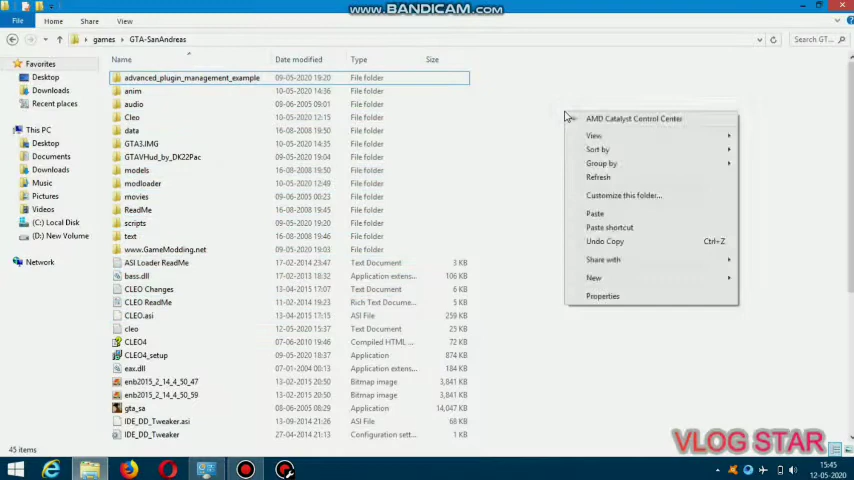 www.BANDICAM.com
File Home Share View
games GTA-SanAndreas Search GT...
Name Date modified Type Size
Favorites
Desktop
Downloads
Recent places
This PC
Desktop
Documents
Downloads
Music
Pictures
Videos
(C:) Local Disk
(D:) New Volume
Network
advanced_plugin_management_example 09-05-2020 19:20 File folder
anim 10-05-2020 14:36 File folder
audio 09-06-2005 09:01 File folder
Cleo 10-05-2020 12:15 File folder
data 16-08-2008 19:50 File folder
GTA3.IMG 10-05-2020 12:44 File folder
GTAVHud_by_DK22Pac 09-05-2020 19:04 File folder
models 16-08-2008 19:50 File folder
modloader 10-05-2020 12:49 File folder
movies 09-06-2005 00:23 File folder
ReadMe 16-08-2008 19:45 File folder
scripts 09-05-2020 19:20 File folder
text 16-08-2008 19:46 File folder
www.GameModding.net 09-05-2020 19:03 File folder
ASI Loader ReadMe 17-02-2014 23:47 Text Document 3 KB
bass.dll 17-02-2013 18:32 Application extens... 106 KB
CLEO Changes 13-04-2015 17:07 Text Document 6 KB
CLEO ReadMe 11-02-2014 19:23 Rich Text Docume... 5 KB
CLEO.asi 13-04-2015 17:06 ASI File 259 KB
cleo 12-05-2020 15:37 Text Document 25 KB
CLEO4 07-06-2010 19:46 Compiled HTML ... 340 KB
CLEO4_setup 09-05-2020 18:37 Application 874 KB
eax.dll 07-01-2004 00:13 Application extens... 184 KB
enb2015_2_14_4_50_47 13-02-2015 20:50 Bitmap image 3,841 KB
enb2015_2_14_4_50_59 13-02-2015 20:50 Bitmap image 3,841 KB
gta_sa 08-06-2005 08:29 Application 14,047 KB
IDE_DD_Tweaker.asi 13-09-2014 21:26 ASI File 68 KB
IDE_DD_Tweaker 27-04-2014 21:13 Configuration sett... 1 KB
AMD Catalyst Control Center
View
Sort by
Group by
Refresh
Customize this folder...
Paste
Paste shortcut
Undo Copy Ctrl+Z
Share with
New
Properties
45 items
VLOG STAR
15:45
12-05-2020